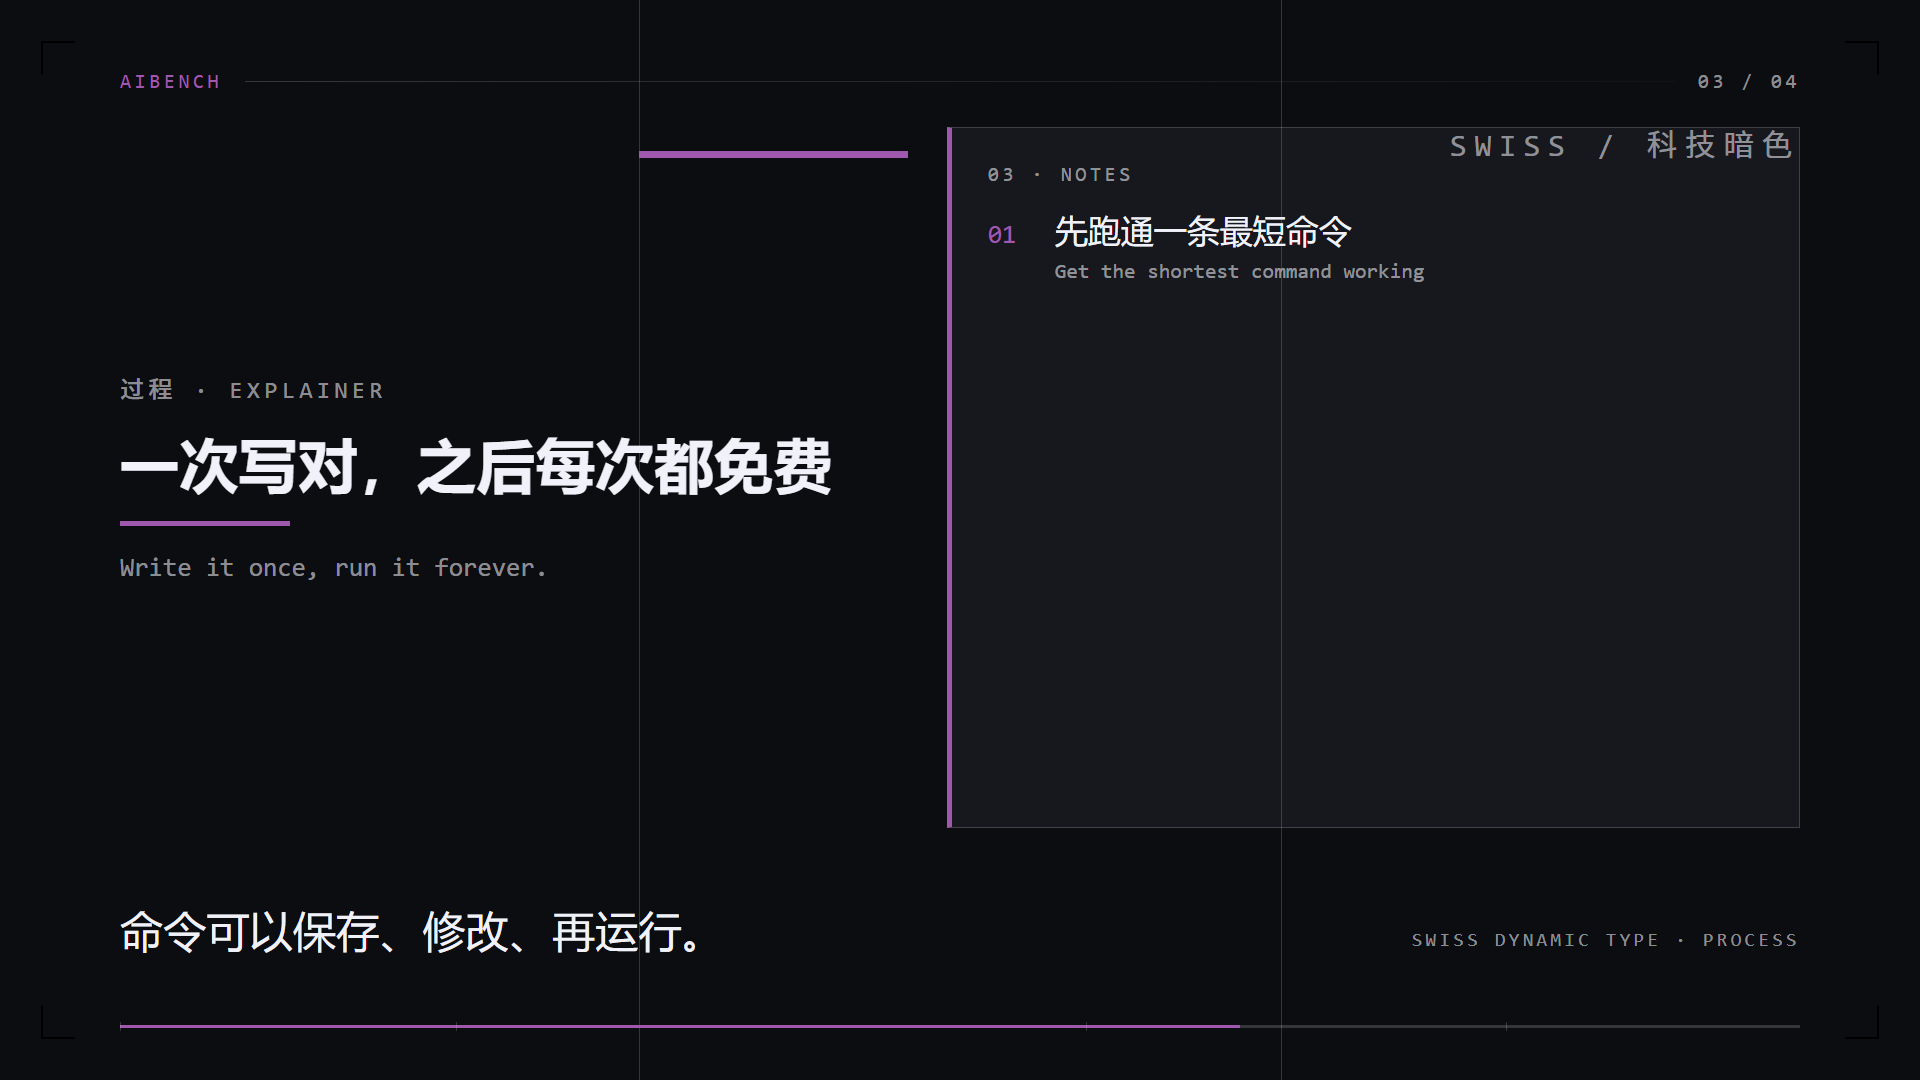 AIBENCH
03 / 04
SWISS / 科技暗色
03 · NOTES
01 先跑通一条最短命令
Get the shortest command working
过程 · EXPLAINER
一次写对，之后每次都免费
Write it once, run it forever.
命令可以保存、修改、再运行。
SWISS DYNAMIC TYPE · PROCESS